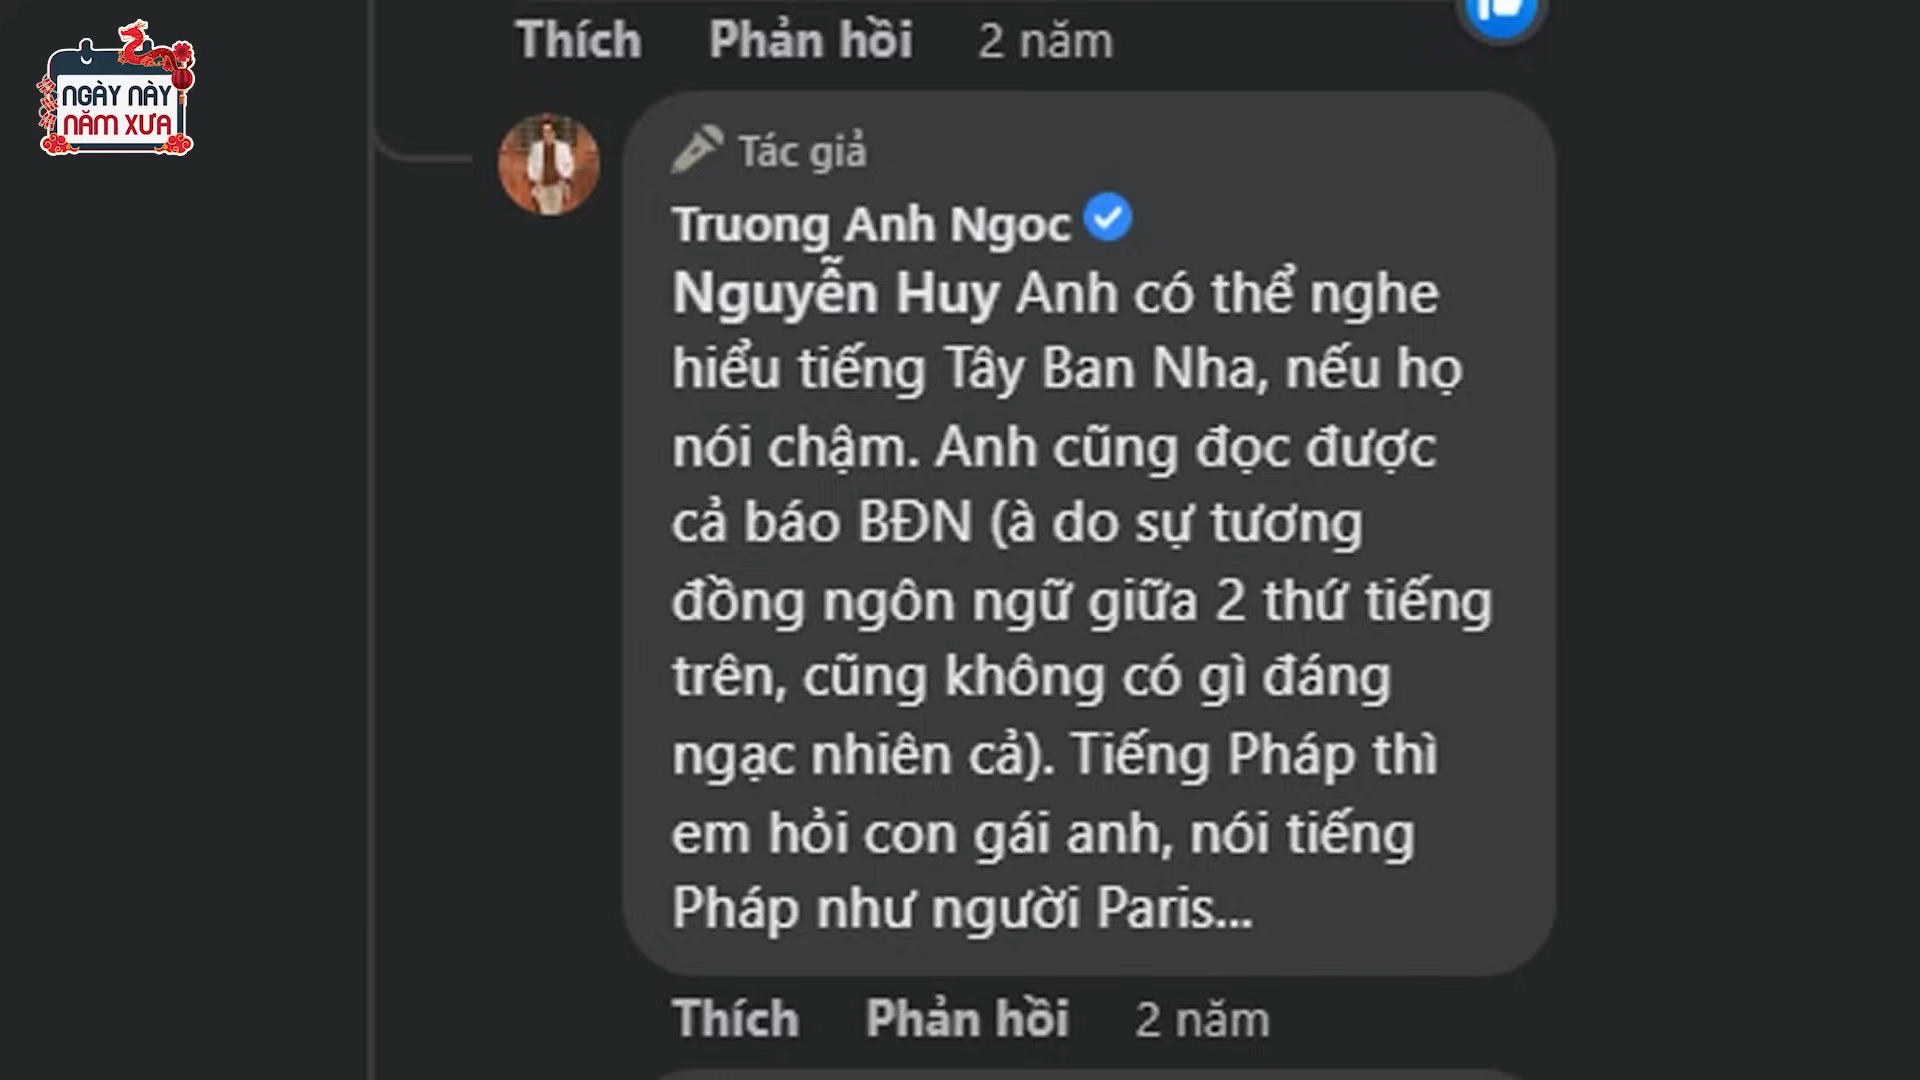 Thích Phản hồi 2 năm
NGÀY NÀY
NĂM XƯA
Tác giả
Truong Anh Ngoc
Nguyễn Huy Anh có thể nghe
hiểu tiếng Tây Ban Nha, nếu họ
nói chậm. Anh cũng đọc được
cả báo BĐN (à do sự tương
đồng ngôn ngữ giữa 2 thứ tiếng
trên, cũng không có gì đáng
ngạc nhiên cả). Tiếng Pháp thì
em hỏi con gái anh, nói tiếng
Pháp như người Paris...
Thích Phản hồi 2 năm